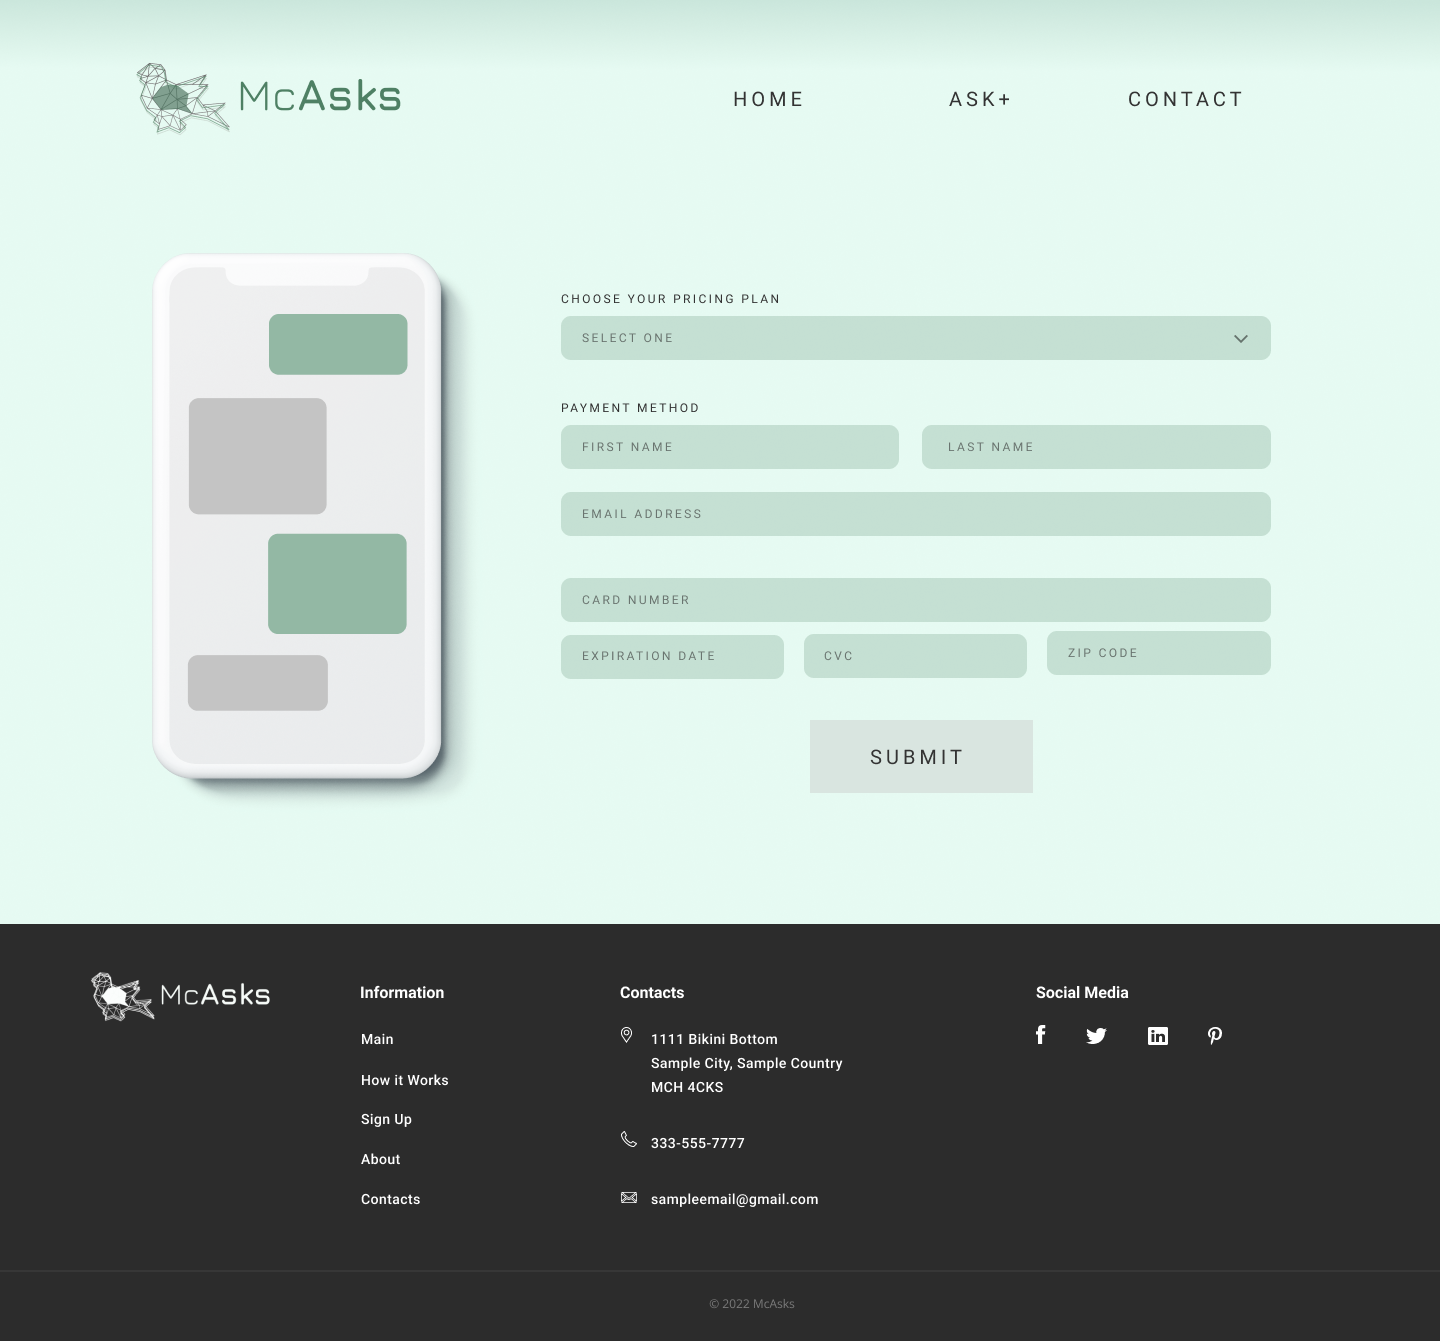 McAsks
HOME
ASK+
CONTACT
CHOOSE YOUR PRICING PLAN
SELECT ONE
PAYMENT METHOD
FIRST NAME
LAST NAME
EMAIL ADDRESS
CARD NUMBER
EXPIRATION DATE
CVC
ZIP CODE
SUBMIT
McAsks
Information
Main
How it Works
Sign Up
About
Contacts
Contacts
1111 Bikini Bottom
Sample City, Sample Country
MCH 4CKS
333-555-7777
sampleemail@gmail.com
Social Media
© 2022 McAsks